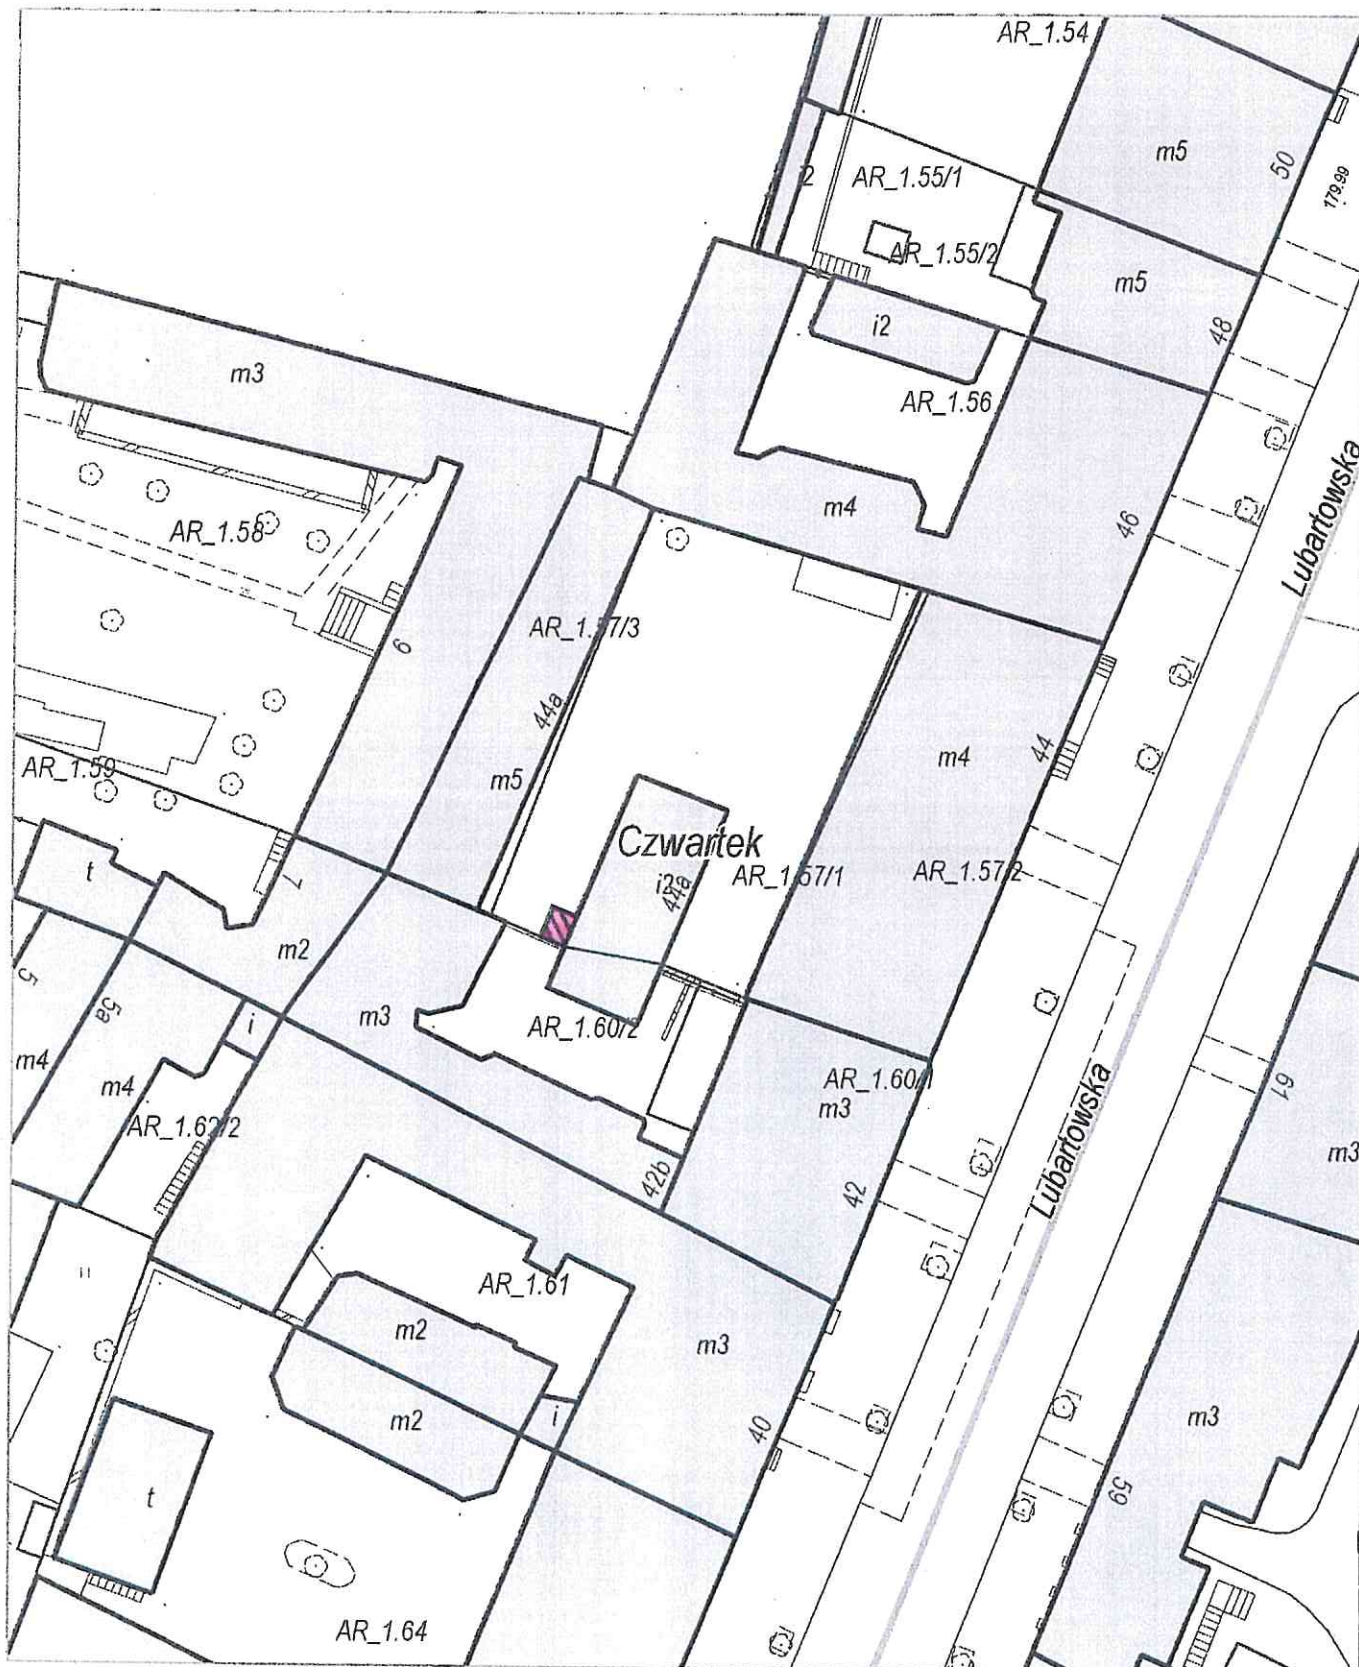 AR_1.54
m5
50
179.99
2
AR_1.55/1
AR_1.55/2
m5
48
i2
m3
AR_1.56
m4
46
Lubartowska
AR_1.58
AR_1.57/3
9
44a
m4
44
AR_1.59
m5
Czwartek
t
i2
44a
AR_1.57/1
AR_1.57/2
7
m2
5
5a
m3
i
AR_1.60/2
m4
m4
AR_1.60/1
m3
61
Lubartowska
AR_1.62/2
m3
42b
42
AR_1.61
m2
m3
m2
i
40
m3
t
59
AR_1.64